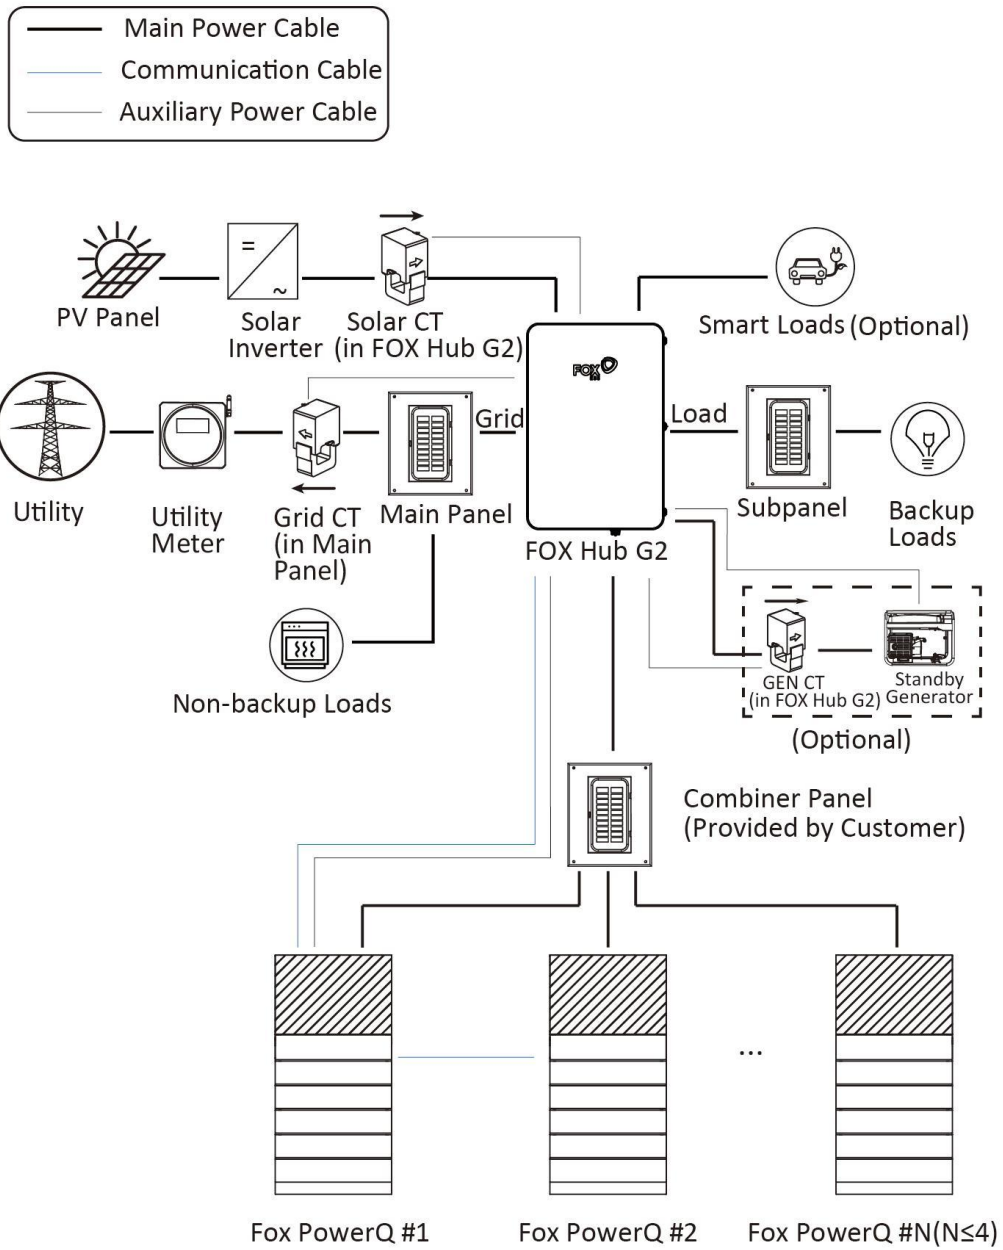 Main Power Cable
Communication Cable
Auxiliary Power Cable
PV Panel
Solar
Inverter
Solar CT
(in FOX Hub G2)
Smart Loads (Optional)
FOX
Grid
Load
Utility
Utility
Meter
Grid CT
(in Main
Panel)
Main Panel
FOX Hub G2
Subpanel
Backup
Loads
Non-backup Loads
GEN CT
(in FOX Hub G2)
Standby
Generator
(Optional)
Combiner Panel
(Provided by Customer)
...
Fox PowerQ #1
Fox PowerQ #2
Fox PowerQ #N(N≤4)